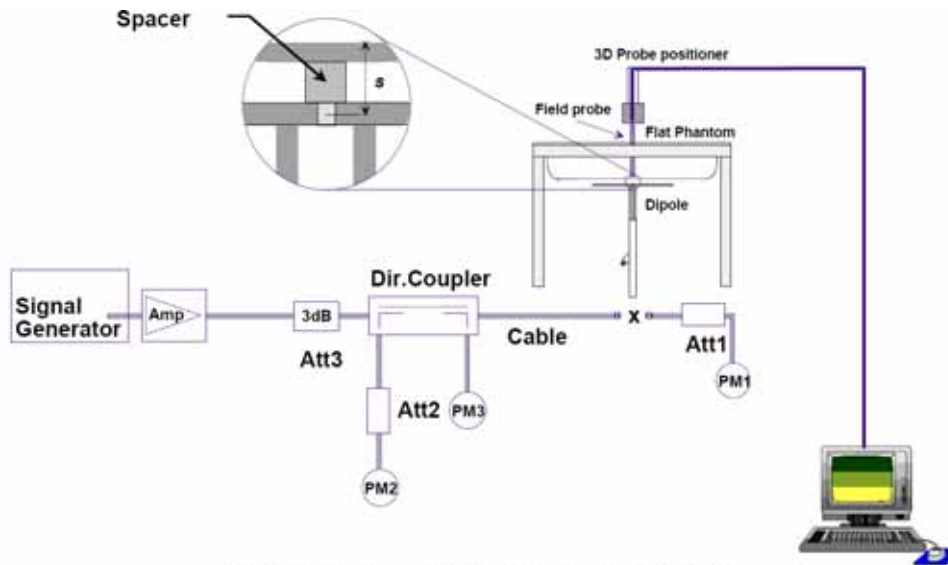 Spacer
s
3D Probe positioner
Field probe
Flat Phantom
Dipole
Signal
Generator
Amp
3dB
Att3
Dir.Coupler
Att2
PM2
PM3
Cable
x
Att1
PM1